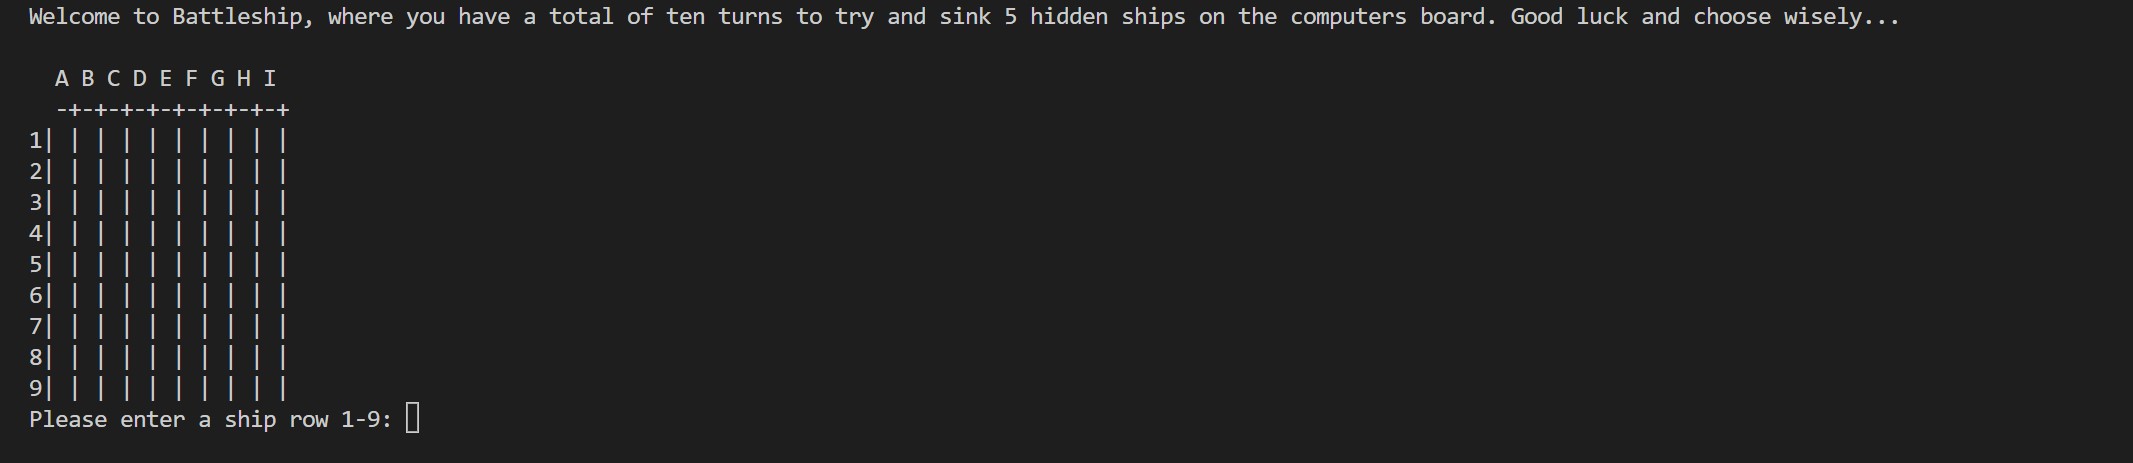 Welcome to Battleship, where you have a total of ten turns to try and sink 5 hidden ships on the computers board. Good luck and choose wisely...
  A B C D E F G H I
  -+-+-+-+-+-+-+-+-+
1| | | | | | | | | |
2| | | | | | | | | |
3| | | | | | | | | |
4| | | | | | | | | |
5| | | | | | | | | |
6| | | | | | | | | |
7| | | | | | | | | |
8| | | | | | | | | |
9| | | | | | | | | |
Please enter a ship row 1-9: